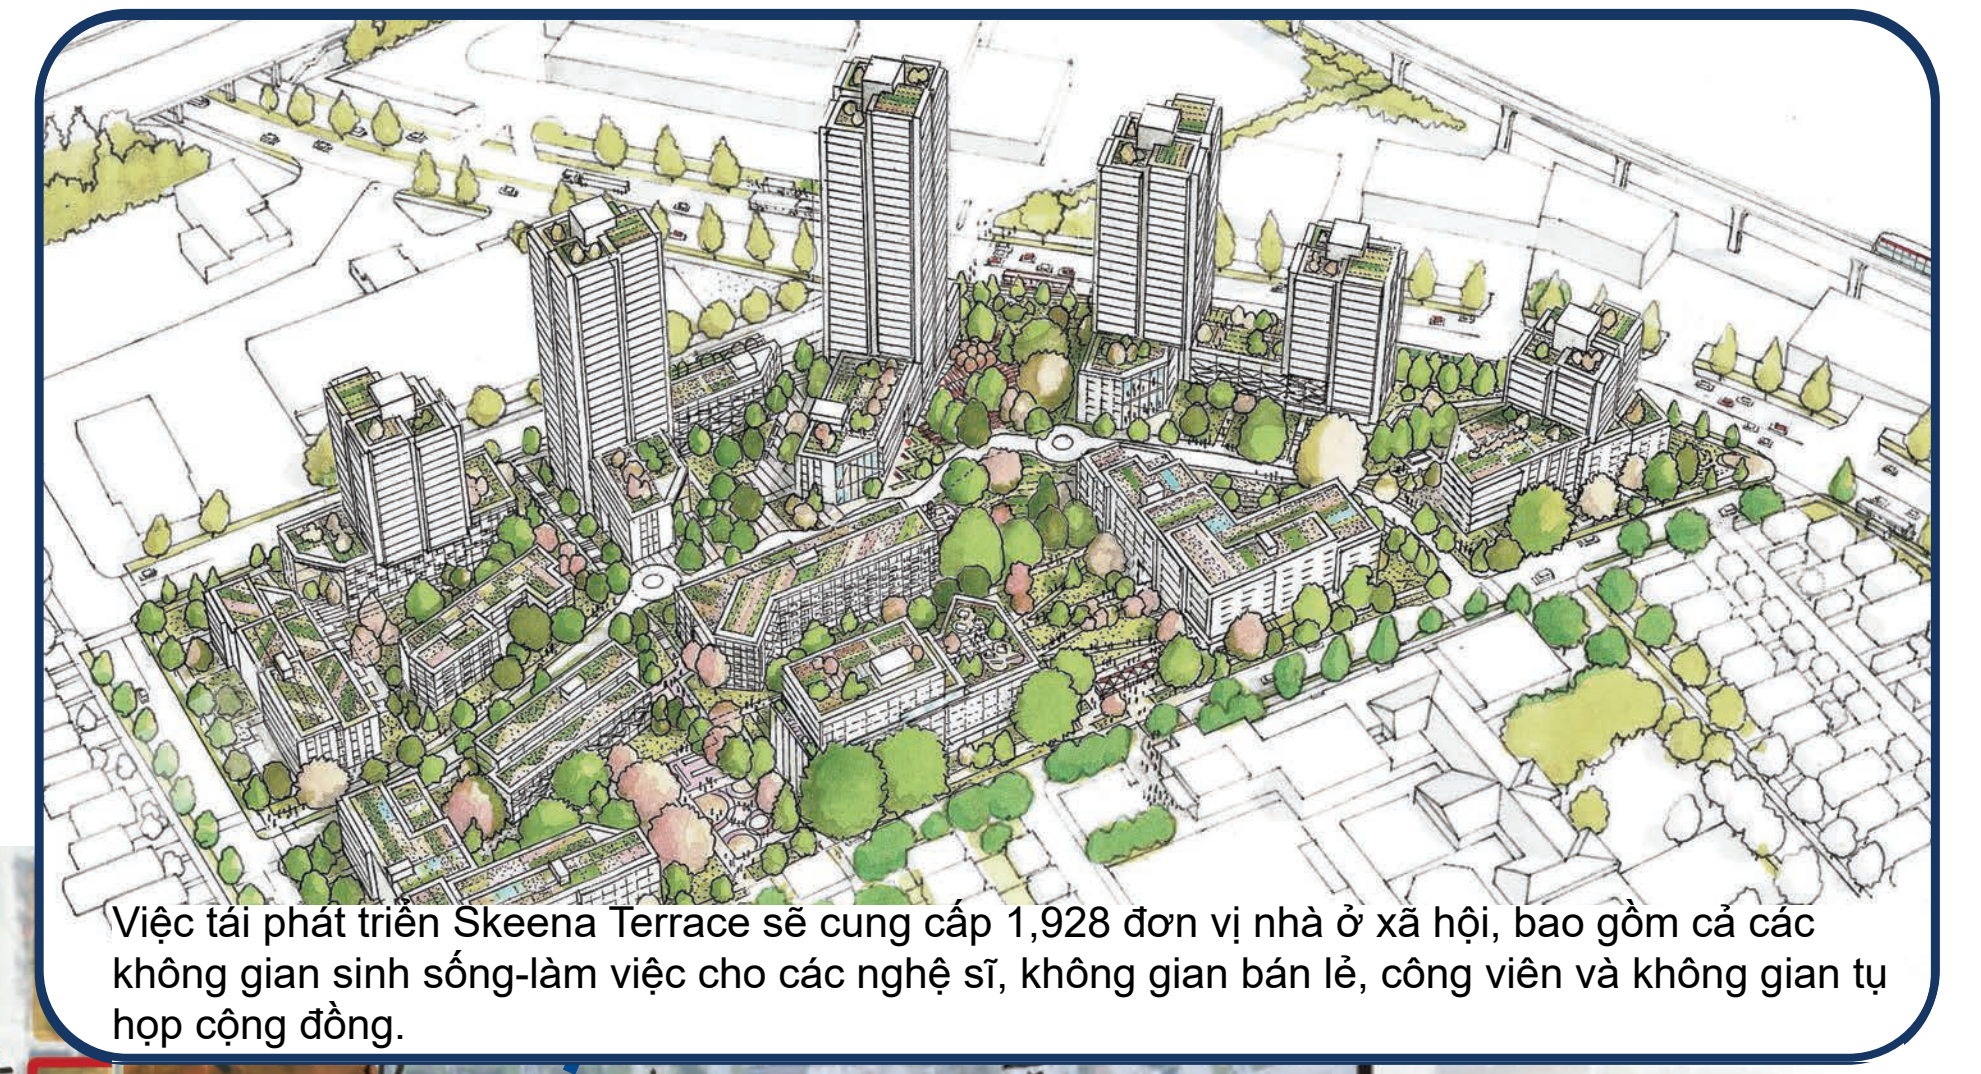 Việc tái phát triển Skeena Terrace sẽ cung cấp 1,928 đơn vị nhà ở xã hội, bao gồm cả các
không gian sinh sống-làm việc cho các nghệ sĩ, không gian bán lẻ, công viên và không gian tụ
họp cộng đồng.